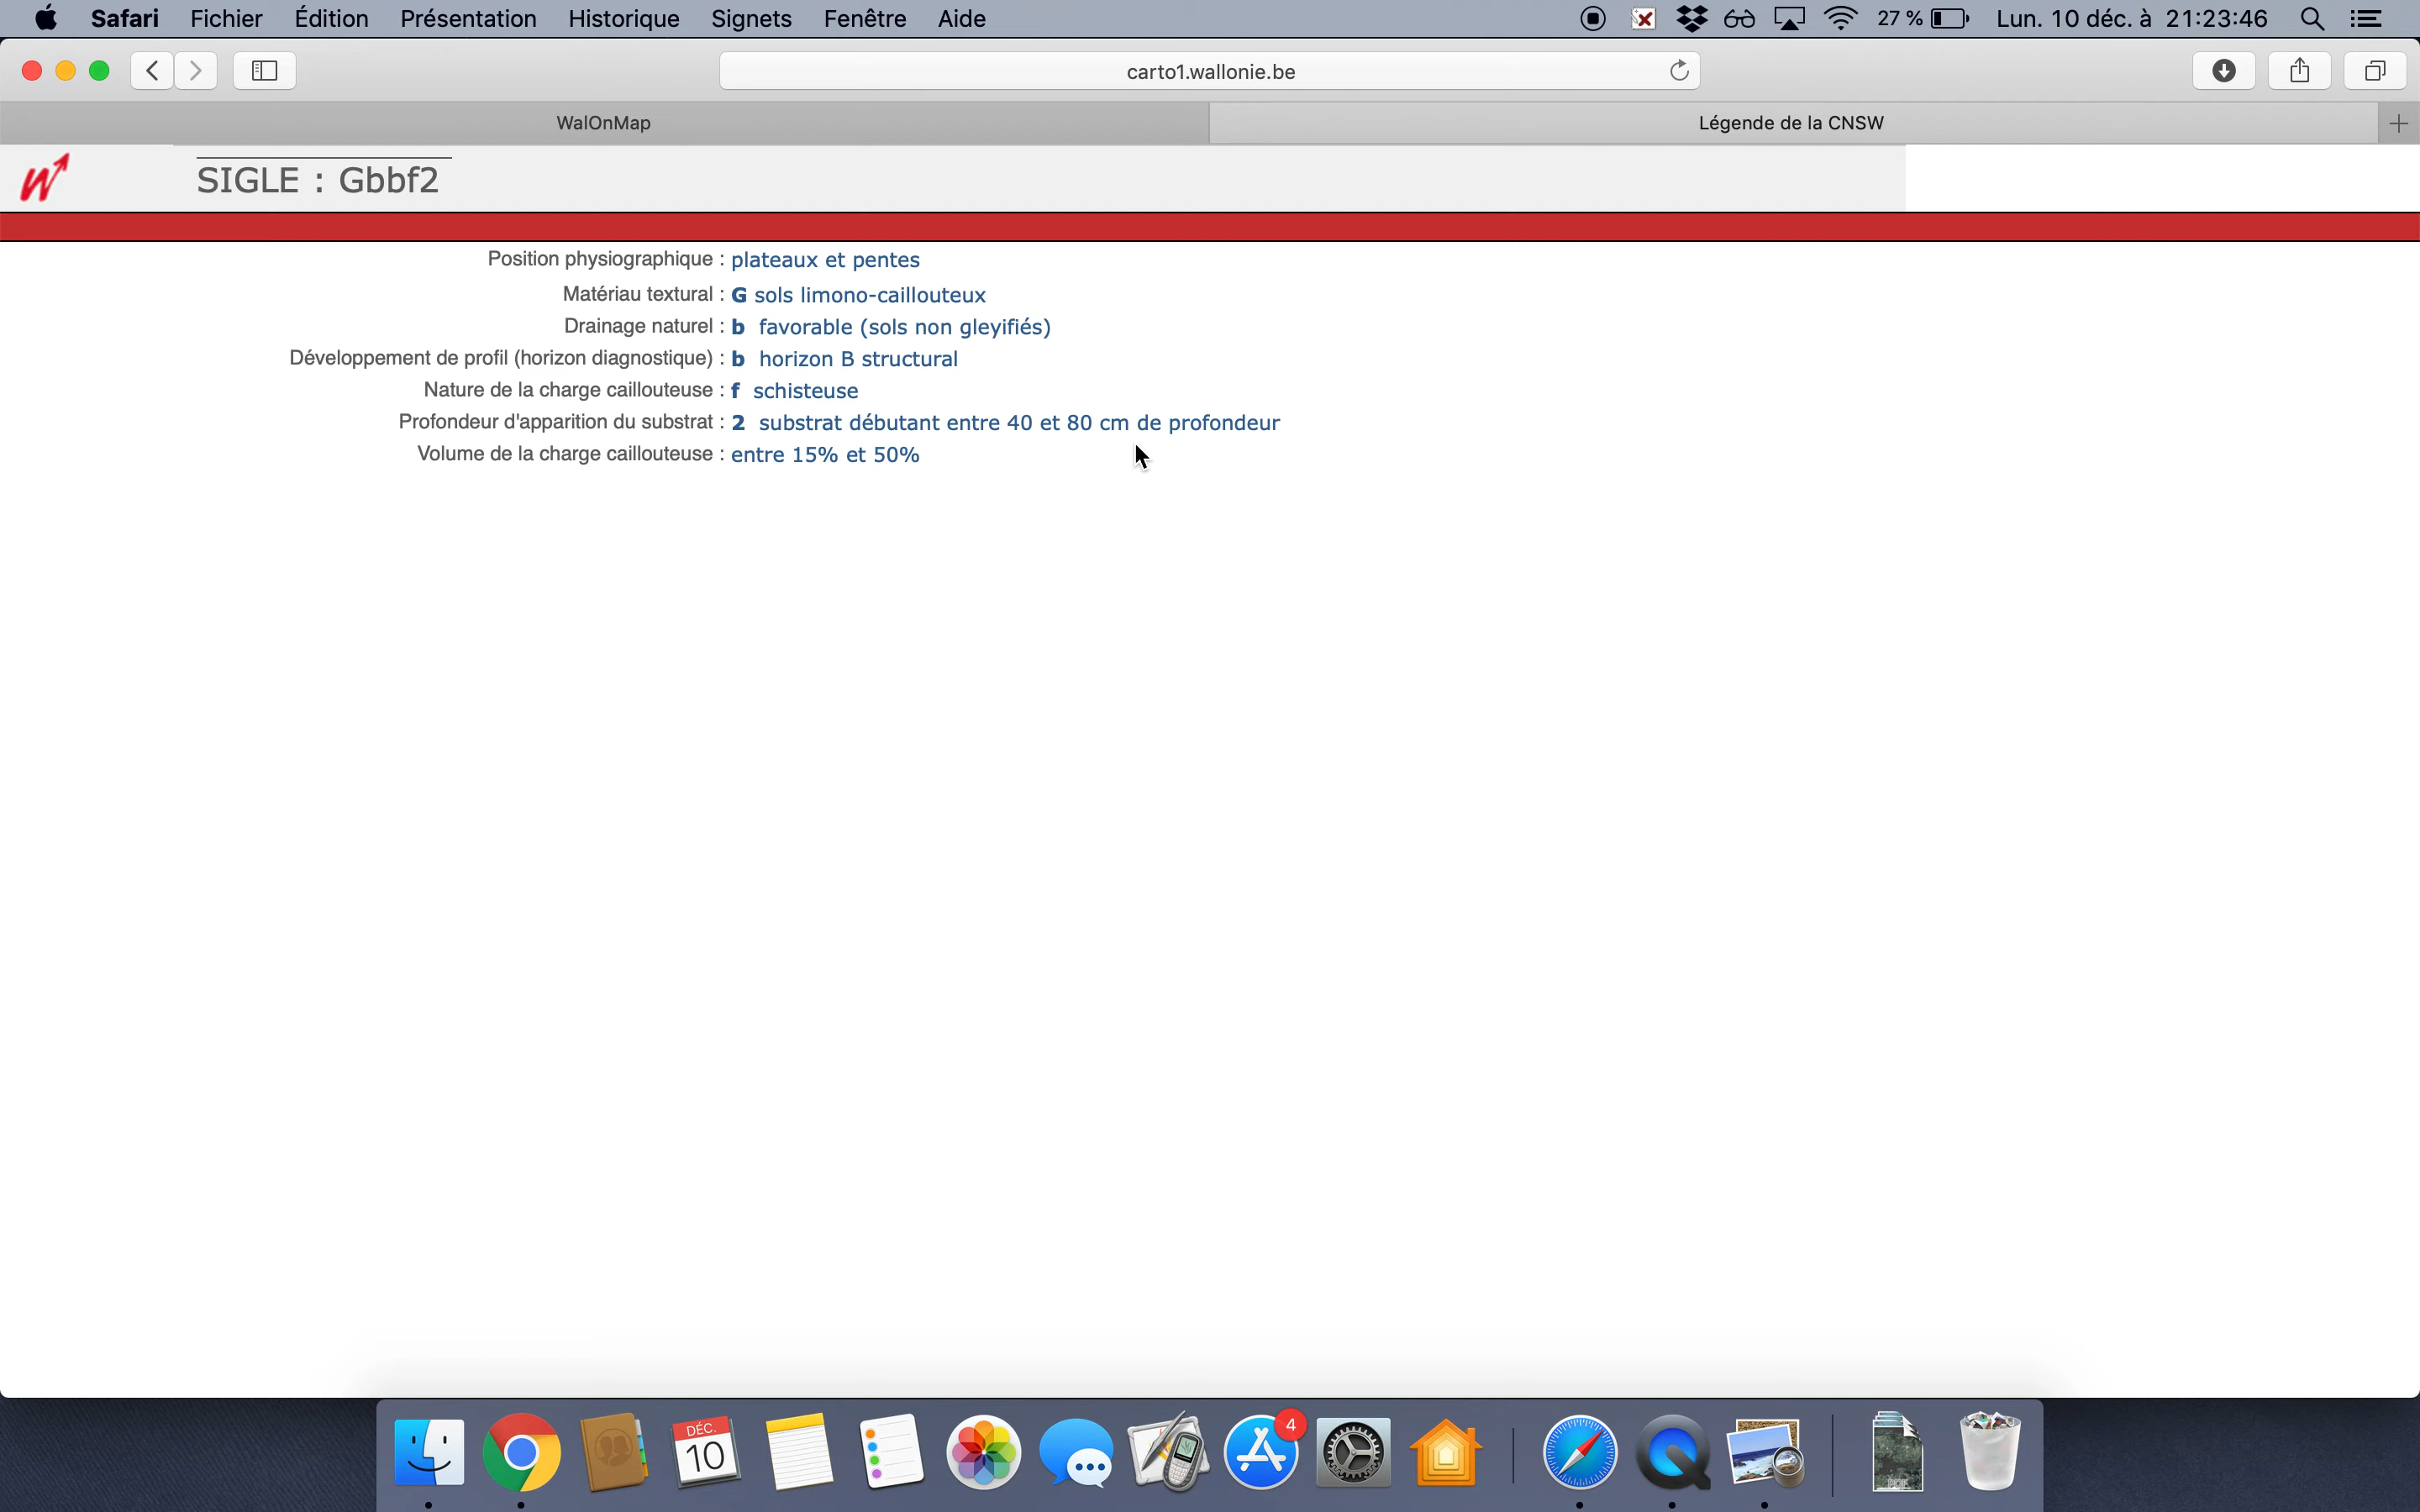 Safari Fichier Édition Présentation Historique Signets Fenêtre Aide 27 % Lun. 10 déc. à 21:23:46
carto1.wallonie.be
WalOnMap Légende de la CNSW
SIGLE : Gbbf2
Position physiographique : plateaux et pentes
Matériau textural : G sols limono-caillouteux
Drainage naturel : b favorable (sols non gleyifiés)
Développement de profil (horizon diagnostique) : b horizon B structural
Nature de la charge caillouteuse : f schisteuse
Profondeur d'apparition du substrat : 2 substrat débutant entre 40 et 80 cm de profondeur
Volume de la charge caillouteuse : entre 15% et 50%
DÉC.
10
4